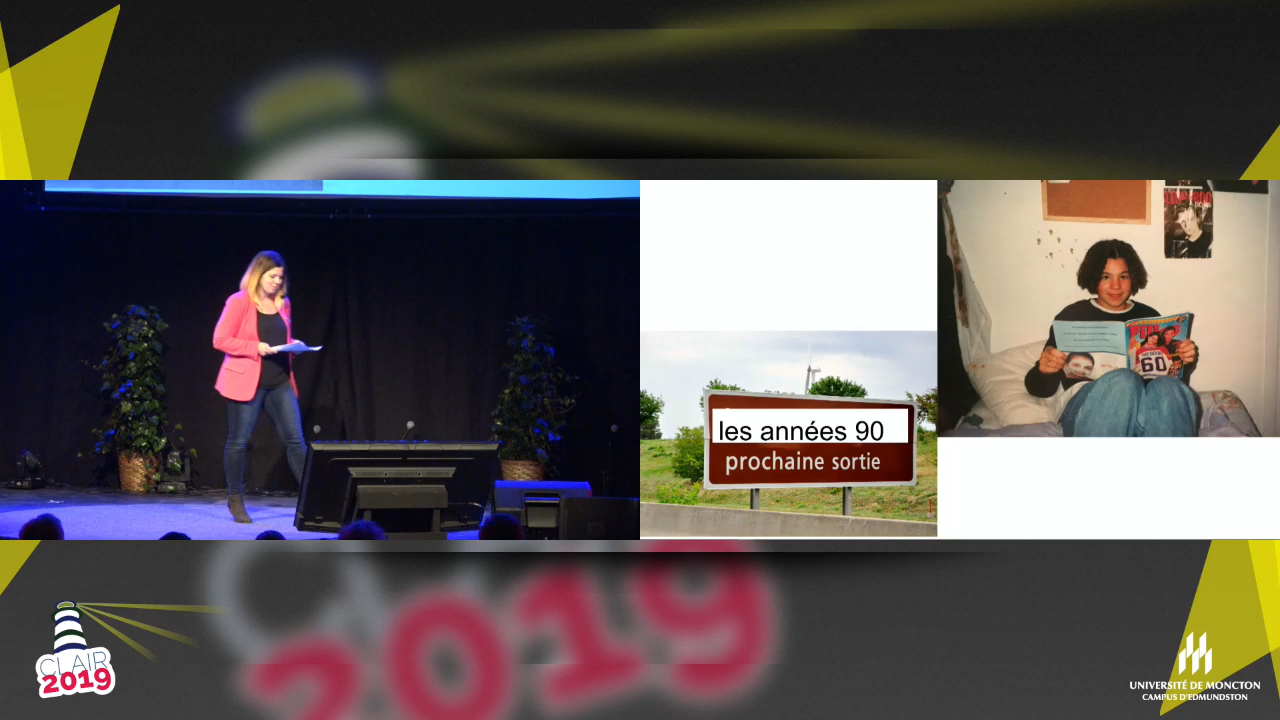 les années 90
prochaine sortie
60
CLAIR
2019
2019
UNIVERSITÉ DE MONCTON
CAMPUS D'EDMUNDSTON